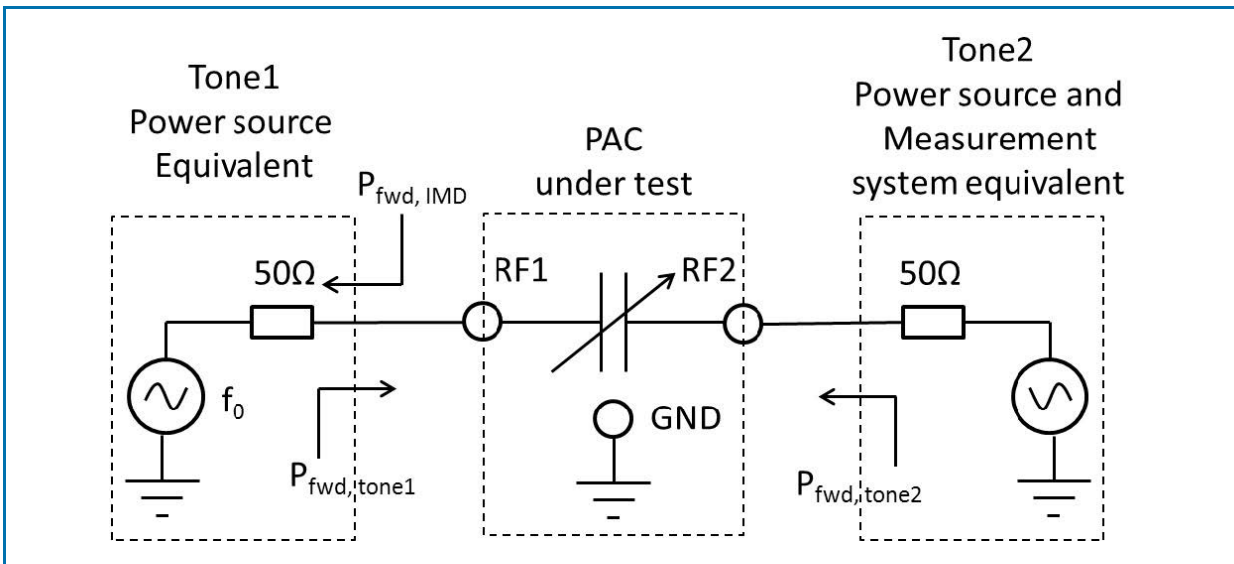 Tone1
Power source
Equivalent
P_fwd, IMD
50Ω
f_0
P_fwd, tone1
PAC
under test
RF1
RF2
GND
Tone2
Power source and
Measurement
system equivalent
50Ω
P_fwd, tone2